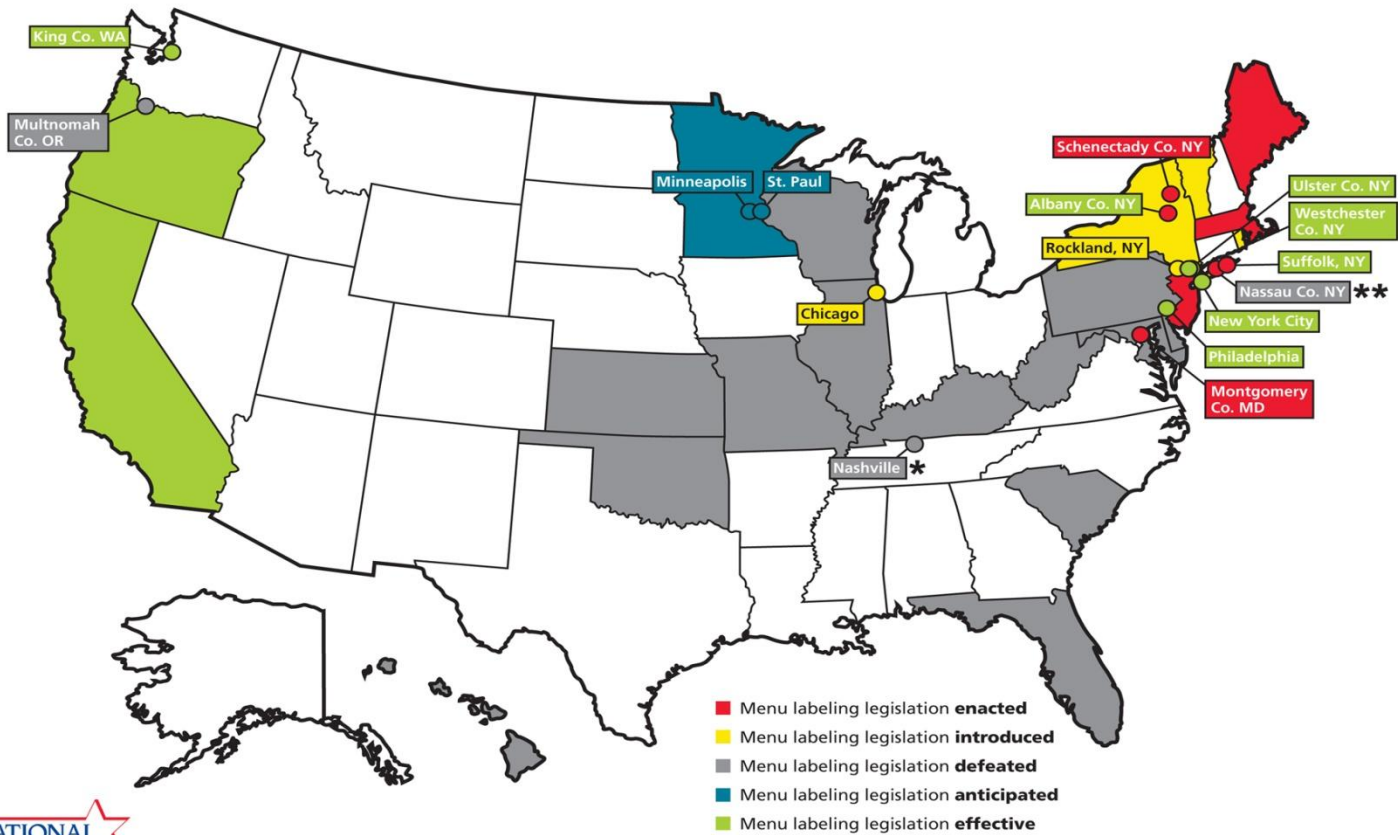 King Co. WA
Multnomah
Co. OR
Minneapolis
St. Paul
Schenectady Co. NY
Albany Co. NY
Rockland, NY
Ulster Co. NY
Westchester
Co. NY
Suffolk, NY
Nassau Co. NY **
New York City
Philadelphia
Montgomery
Co. MD
Chicago
Nashville *
Menu labeling legislation enacted
Menu labeling legislation introduced
Menu labeling legislation defeated
Menu labeling legislation anticipated
Menu labeling legislation effective